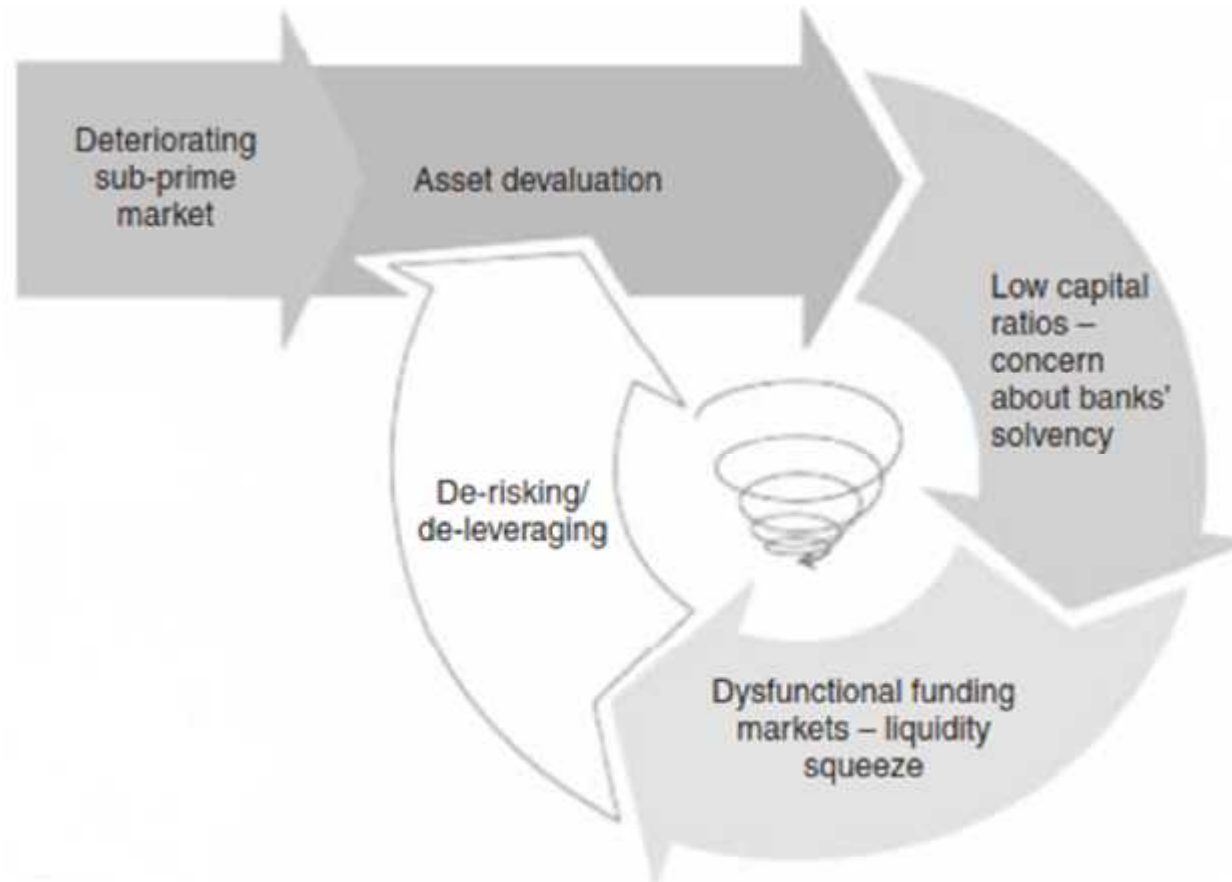 Deteriorating
sub-prime
market
Asset devaluation
Low capital
ratios –
concern
about banks'
solvency
Dysfunctional funding
markets – liquidity
squeeze
De-risking/
de-leveraging